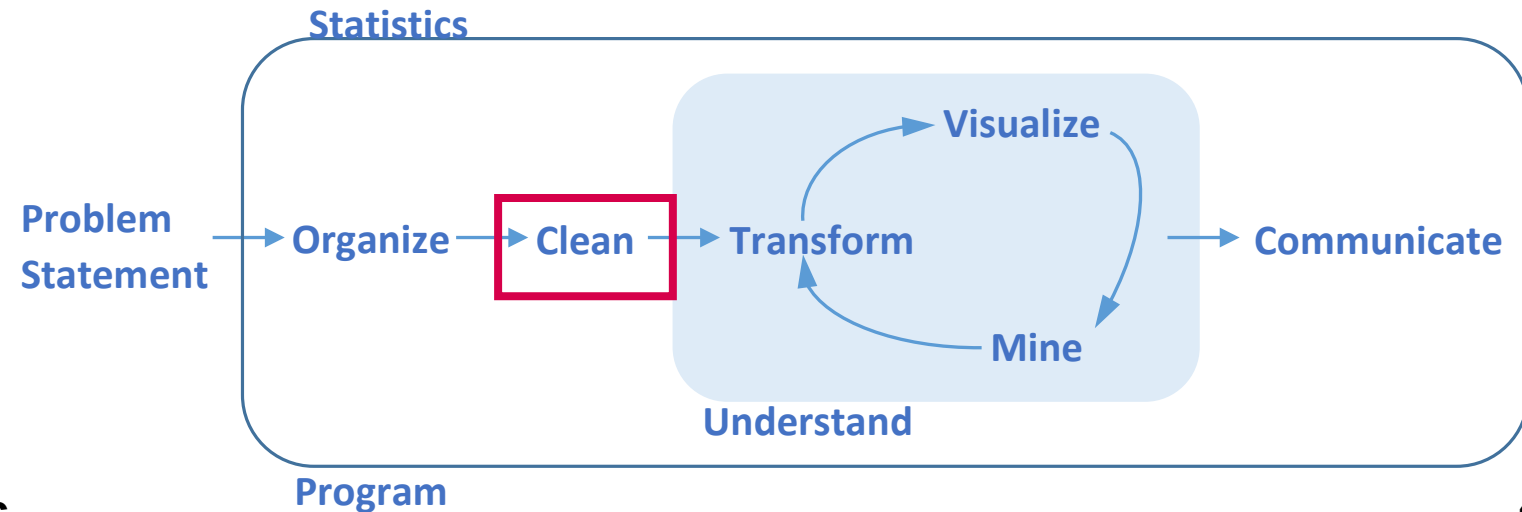 Statistics
Visualize
Problem
Statement
Organize
Clean
Transform
Communicate
Mine
Understand
Program